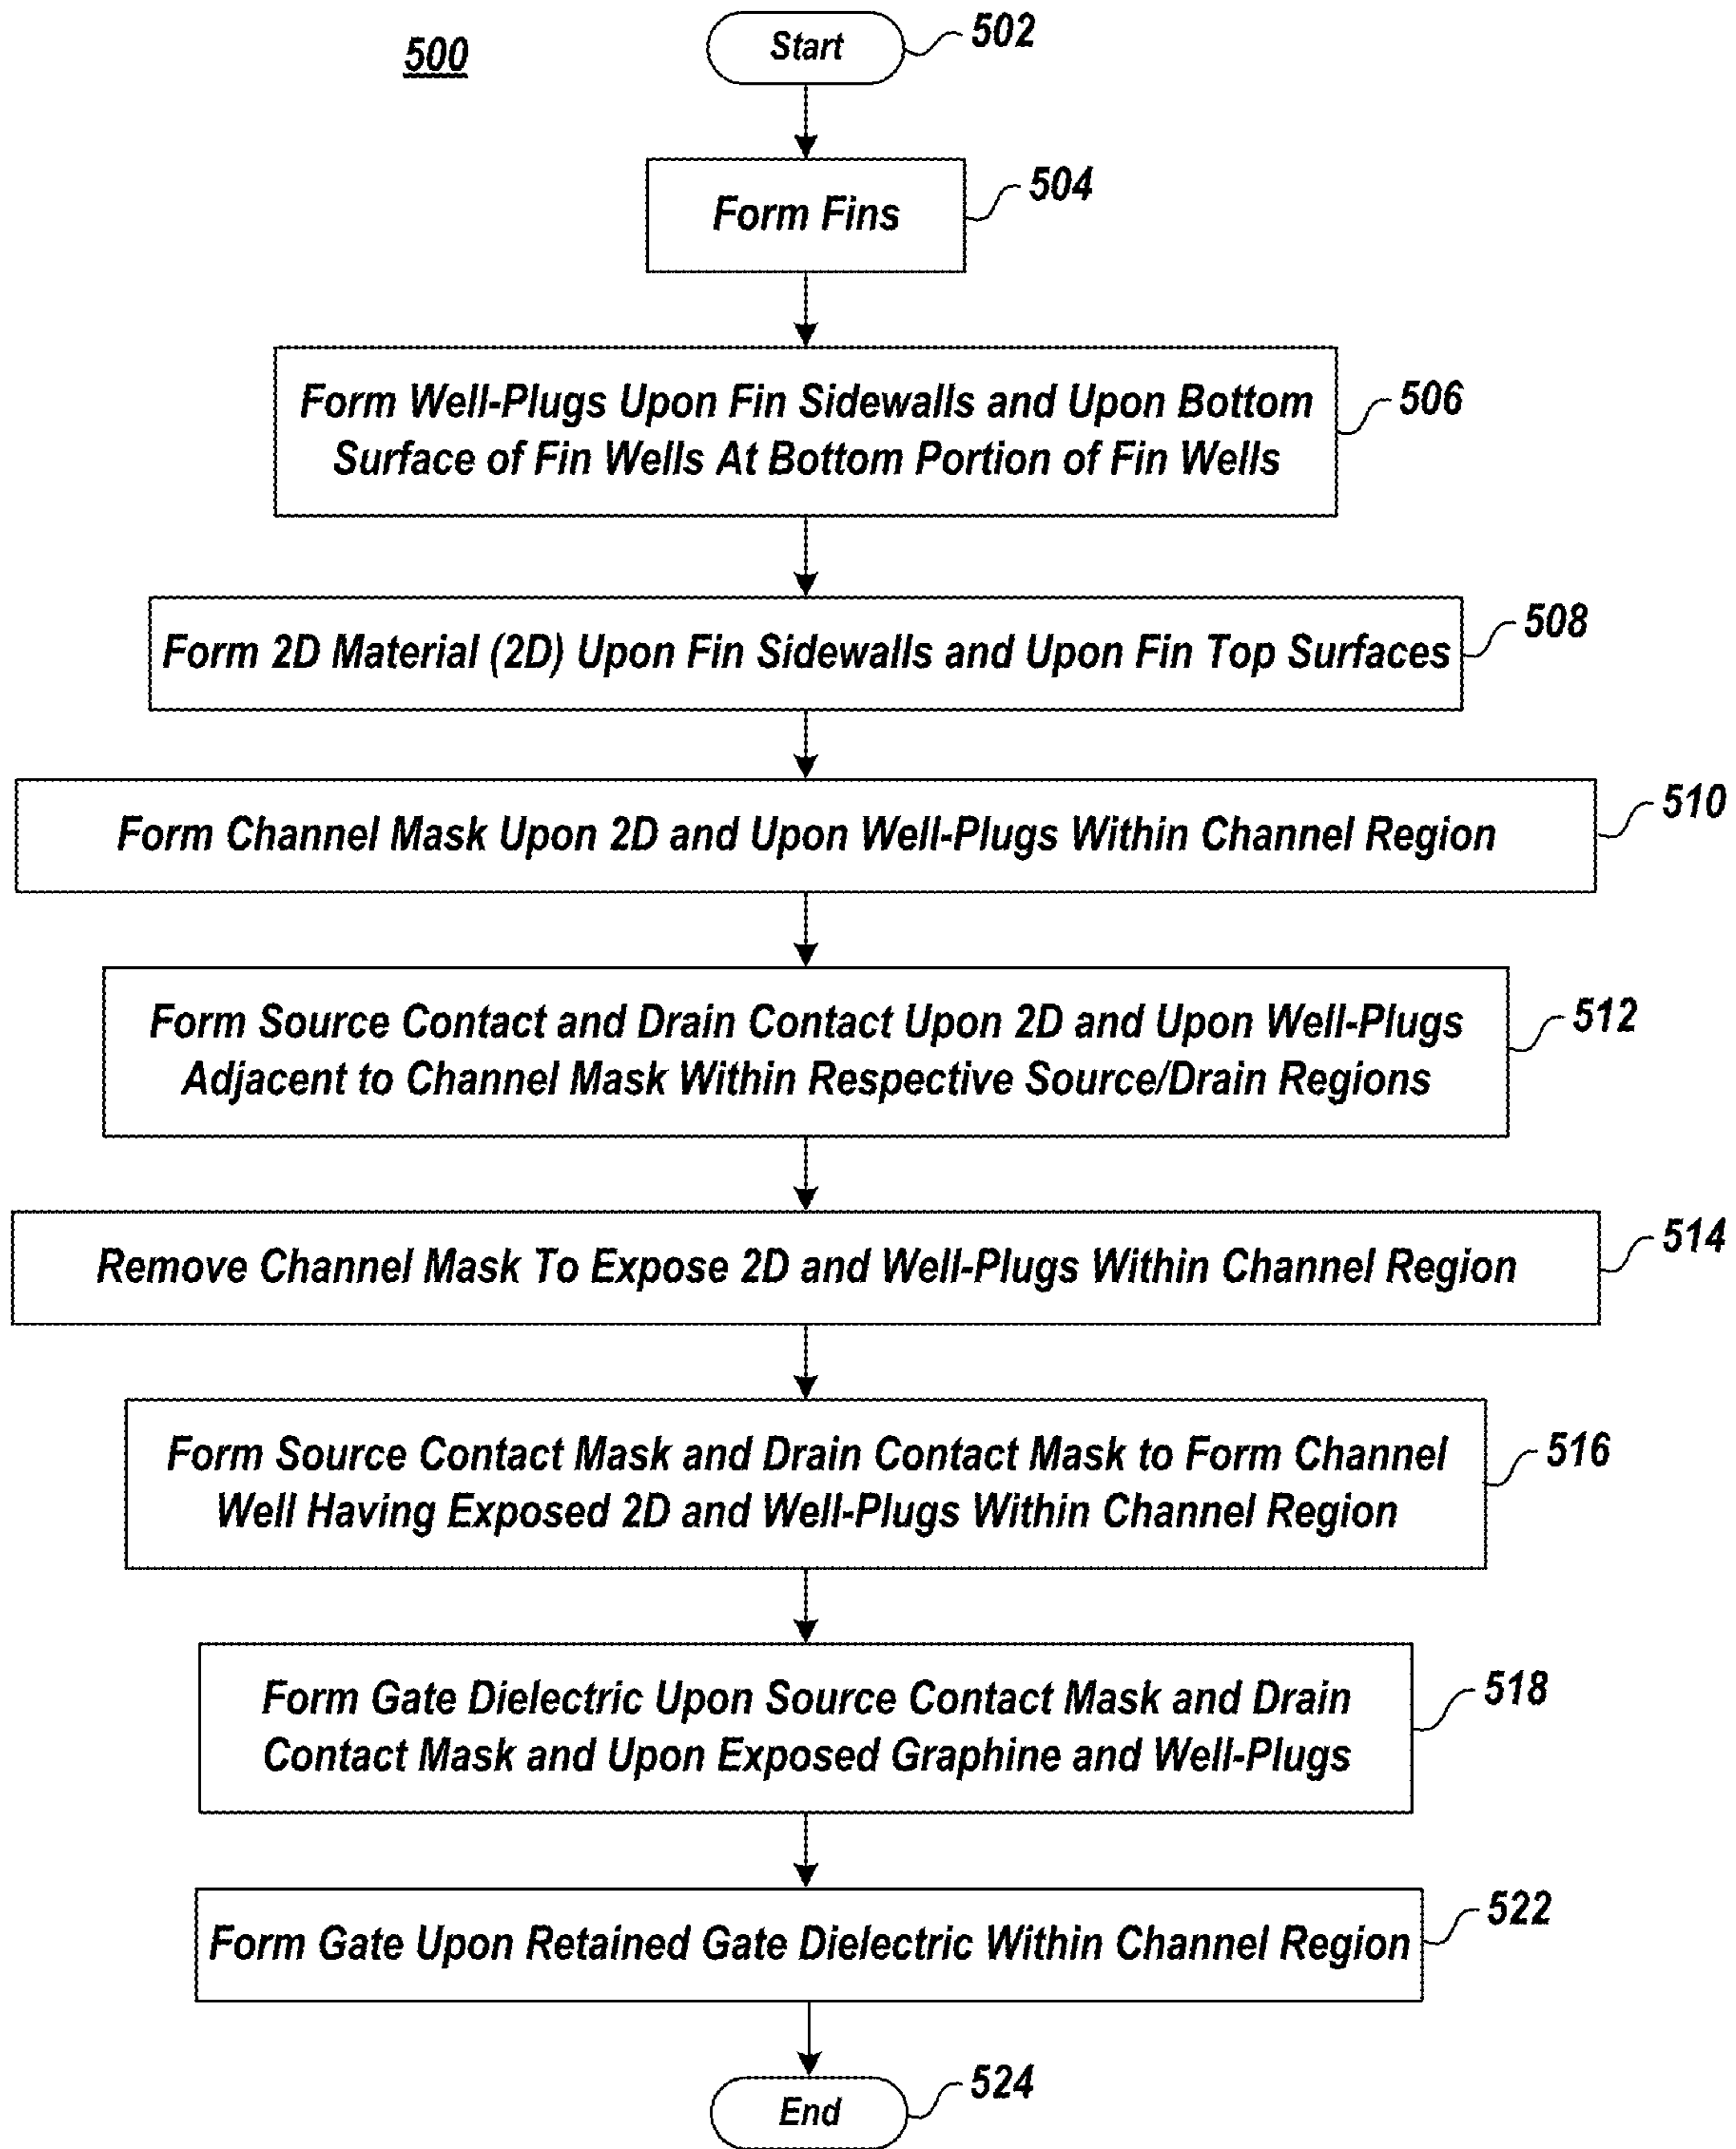 500
Start
502
Form Fins
504
Form Well-Plugs Upon Fin Sidewalls and Upon Bottom
Surface of Fin Wells At Bottom Portion of Fin Wells
506
Form 2D Material (2D) Upon Fin Sidewalls and Upon Fin Top Surfaces
508
Form Channel Mask Upon 2D and Upon Well-Plugs Within Channel Region
510
Form Source Contact and Drain Contact Upon 2D and Upon Well-Plugs
Adjacent to Channel Mask Within Respective Source/Drain Regions
512
Remove Channel Mask To Expose 2D and Well-Plugs Within Channel Region
514
Form Source Contact Mask and Drain Contact Mask to Form Channel
Well Having Exposed 2D and Well-Plugs Within Channel Region
516
Form Gate Dielectric Upon Source Contact Mask and Drain
Contact Mask and Upon Exposed Graphine and Well-Plugs
518
Form Gate Upon Retained Gate Dielectric Within Channel Region
522
End
524